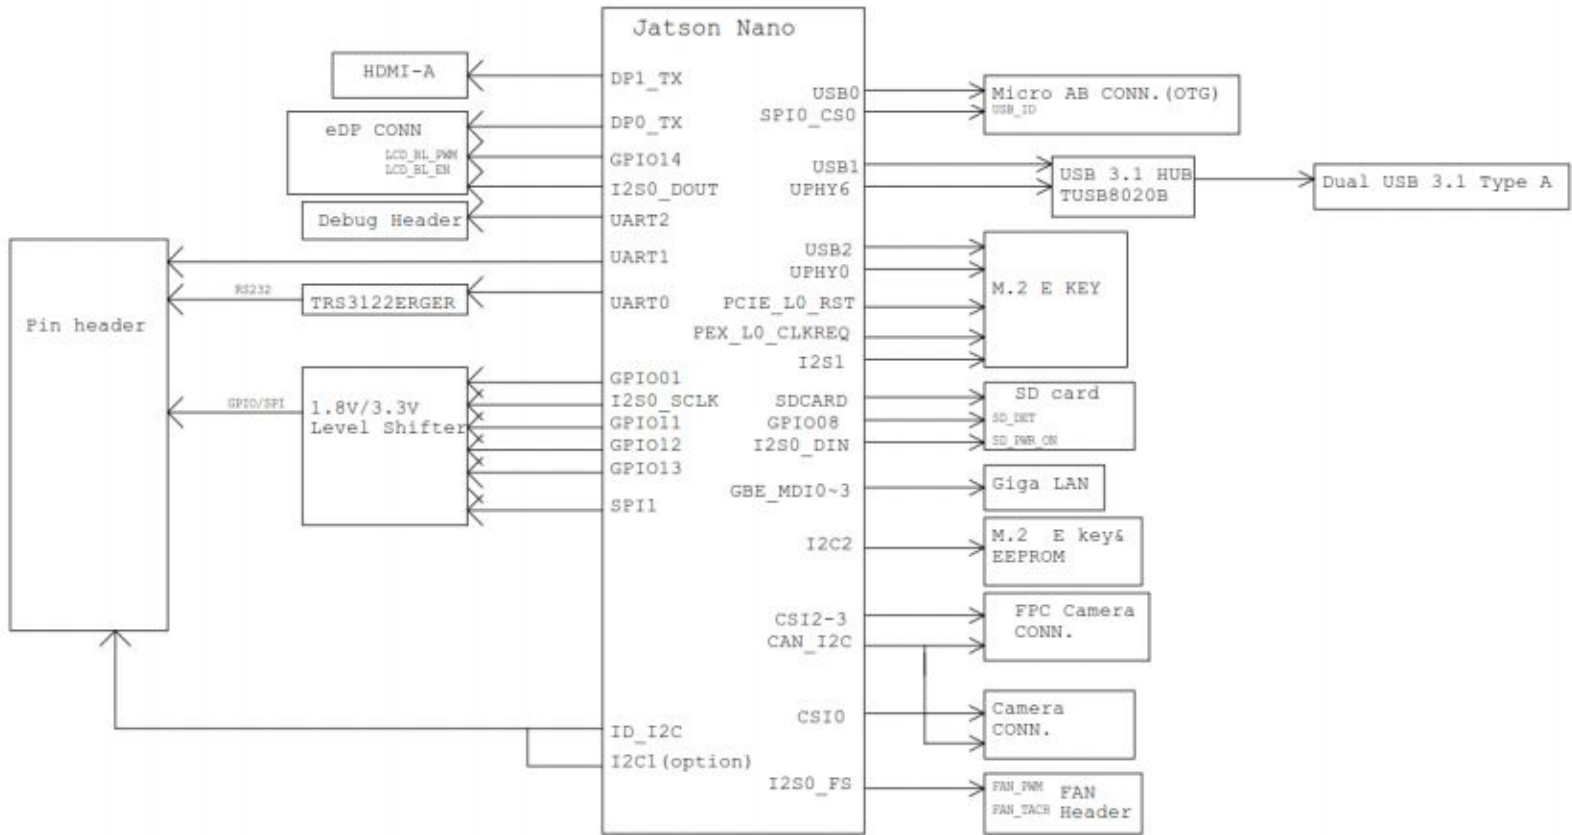 Jatson Nano
HDMI-A
DP1_TX
eDP CONN
LCD_BL_PWM
LCD_BL_EN
DP0_TX
GPIO14
I2S0_DOUT
Debug Header
UART2
UART1
RS232
TRS3122ERGER
UART0
Pin header
GPIO/SPI
1.8V/3.3V
Level Shifter
GPIO01
I2S0_SCLK
GPIO11
GPIO12
GPIO13
SPI1
ID_I2C
I2C1(option)
USB0
SPI0_CS0
Micro AB CONN.(OTG)
USB_ID
USB1
UPHY6
USB 3.1 HUB
TUSB8020B
Dual USB 3.1 Type A
USB2
UPHY0
PCIE_L0_RST
PEX_L0_CLKREQ
I2S1
M.2 E KEY
SDCARD
GPIO08
I2S0_DIN
SD card
SD_DET
SD_PWR_ON
GBE_MDI0~3
Giga LAN
I2C2
M.2 E key&
EEPROM
CSI2-3
CAN_I2C
FPC Camera
CONN.
CSI0
Camera
CONN.
I2S0_FS
FAN_PWM FAN
FAN_TACH Header